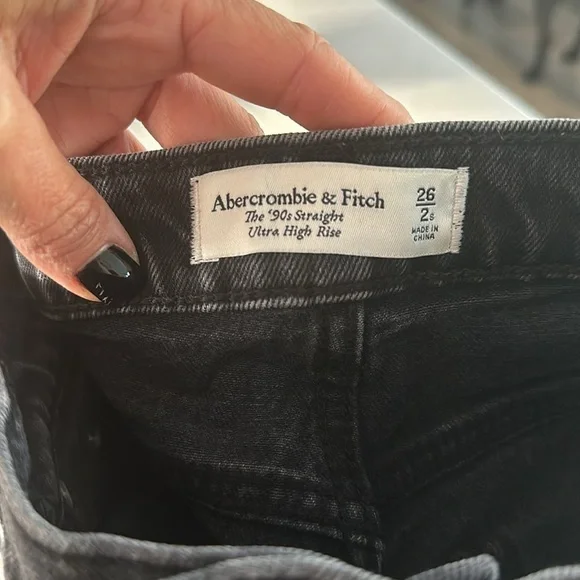 Abercrombie & Fitch
The '90s Straight
Ultra High Rise
26
2s
MADE IN
CHINA